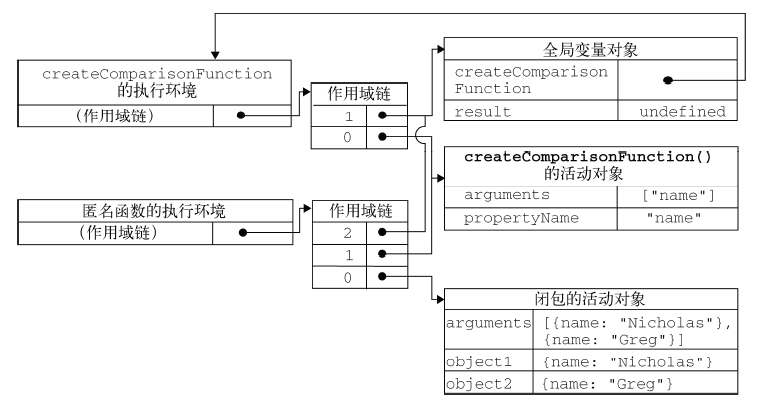 createComparisonFunction
的执行环境
(作用域链)
作用域链
1
0
全局变量对象
createComparison
Function
result undefined
createComparisonFunction()
的活动对象
arguments ["name"]
propertyName "name"
匿名函数的执行环境
(作用域链)
作用域链
2
1
0
闭包的活动对象
arguments [{name: "Nicholas"},
{name: "Greg"}]
object1 {name: "Nicholas"}
object2 {name: "Greg"}